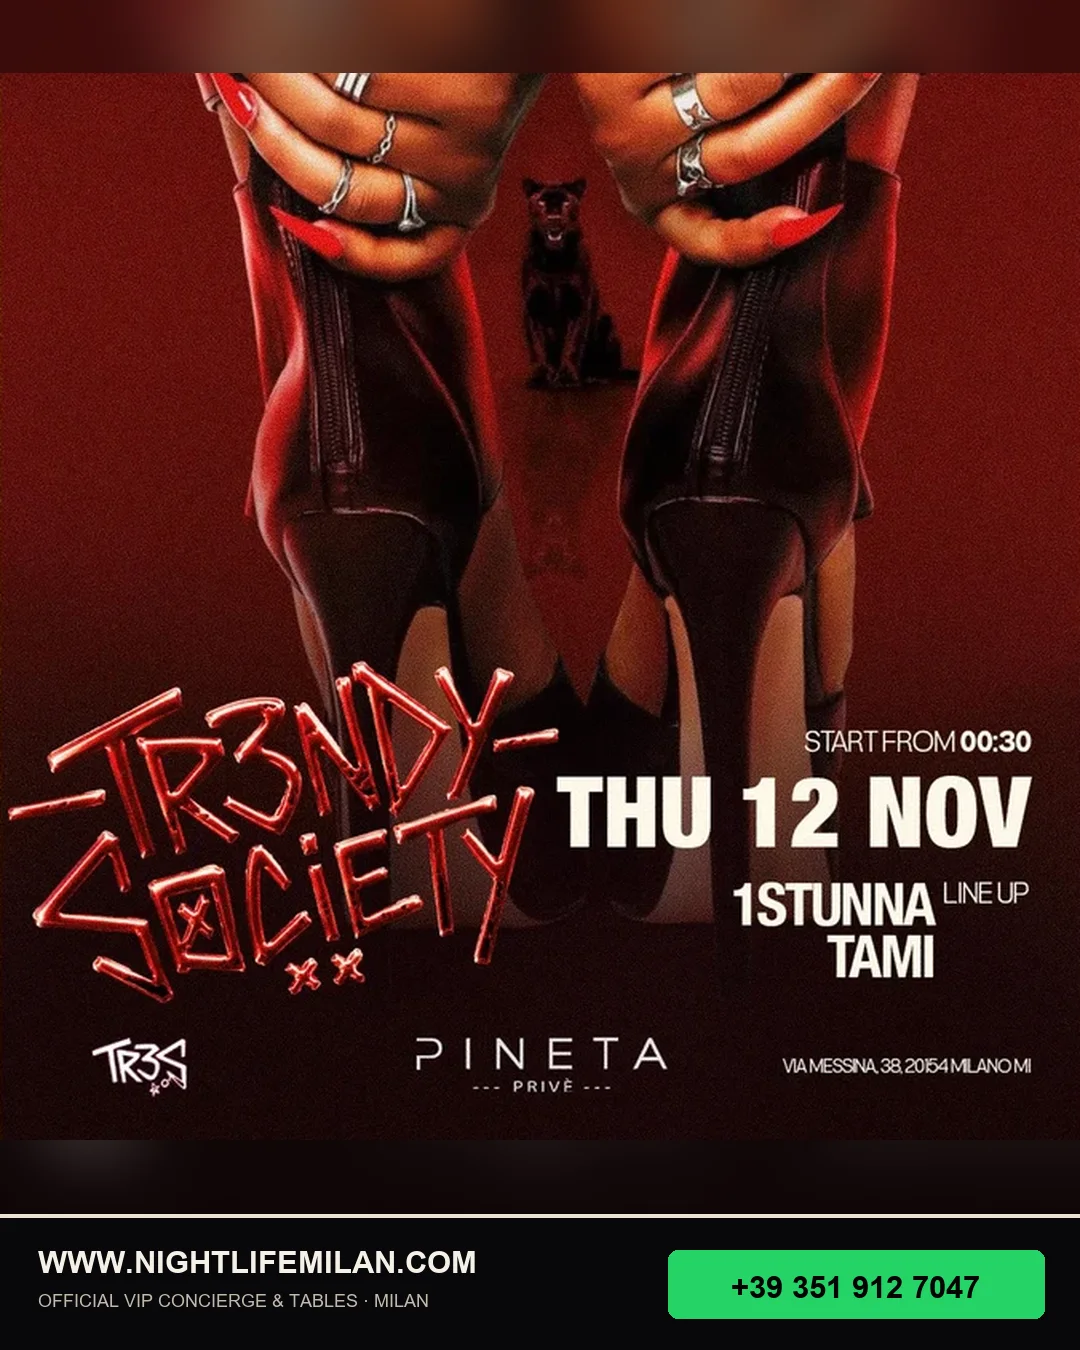 -TR3NDY-
SOCiETY
xx
START FROM 00:30
THU 12 NOV
1STUNNA LINE UP
TAMI
TR3S
PINETA
--- PRIVÈ ---
VIA MESSINA, 38, 20154 MILANO MI
WWW.NIGHTLIFEMILAN.COM
OFFICIAL VIP CONCIERGE & TABLES · MILAN
+39 351 912 7047